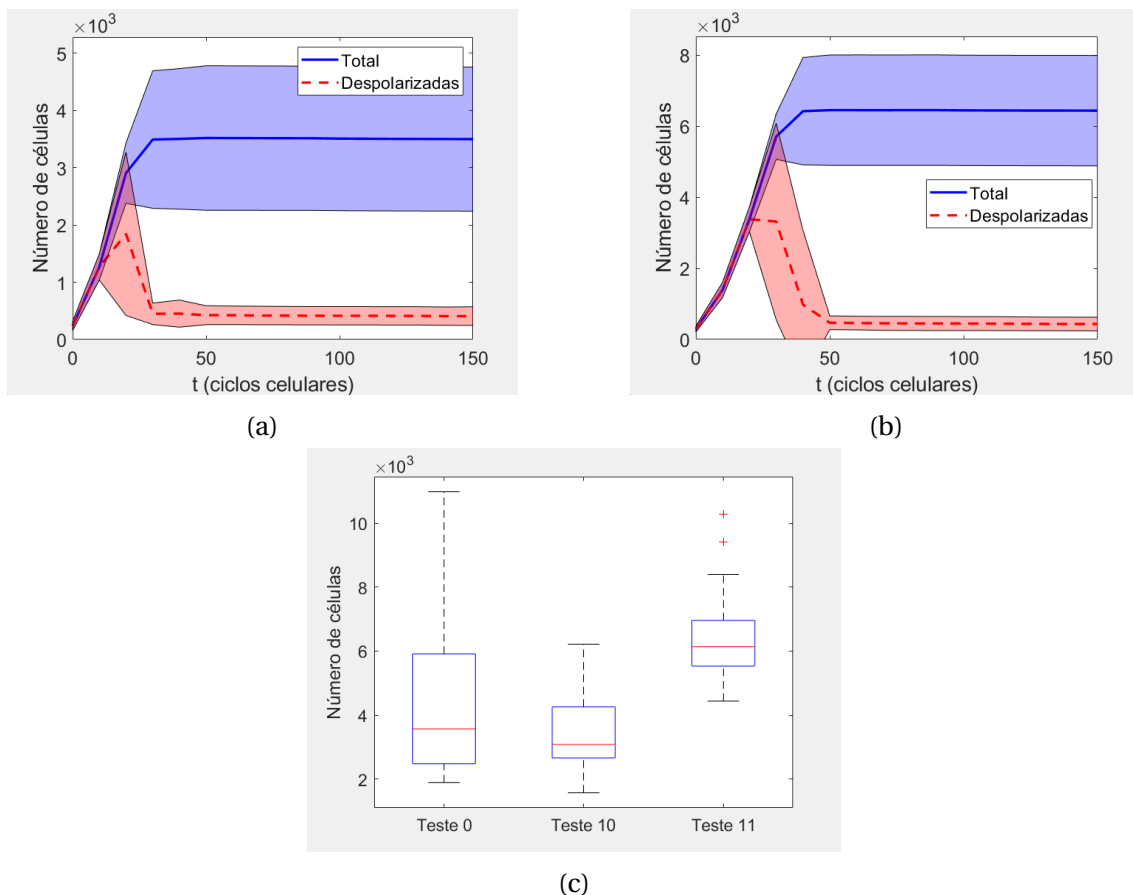 ×10³
5
4
3
2
1
0
Número de células
Total
Despolarizadas
0
50
100
150
t (ciclos celulares)
(a)
×10³
8
6
4
2
0
Número de células
Total
Despolarizadas
0
50
100
150
t (ciclos celulares)
(b)
×10³
10
8
6
4
2
Número de células
Teste 0
Teste 10
Teste 11
(c)